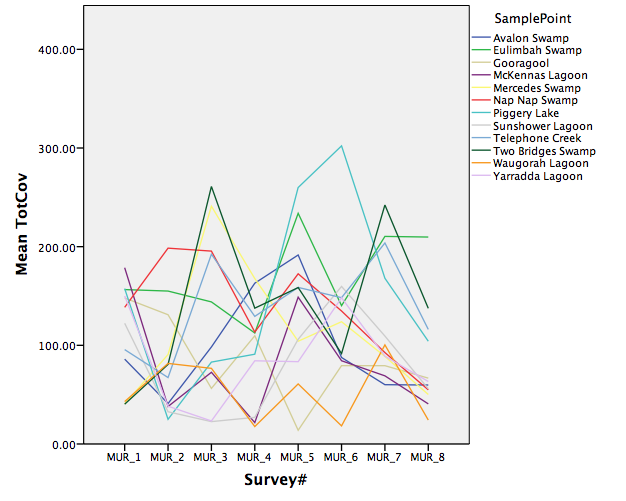 SamplePoint
Avalon Swamp
Eulimbah Swamp
Gooragool
McKennas Lagoon
Mercedes Swamp
Nap Nap Swamp
Piggery Lake
Sunshower Lagoon
Telephone Creek
Two Bridges Swamp
Waugorah Lagoon
Yarradda Lagoon
Mean TotCov
400.00
300.00
200.00
100.00
0.00
MUR_1 MUR_2 MUR_3 MUR_4 MUR_5 MUR_6 MUR_7 MUR_8
Survey#